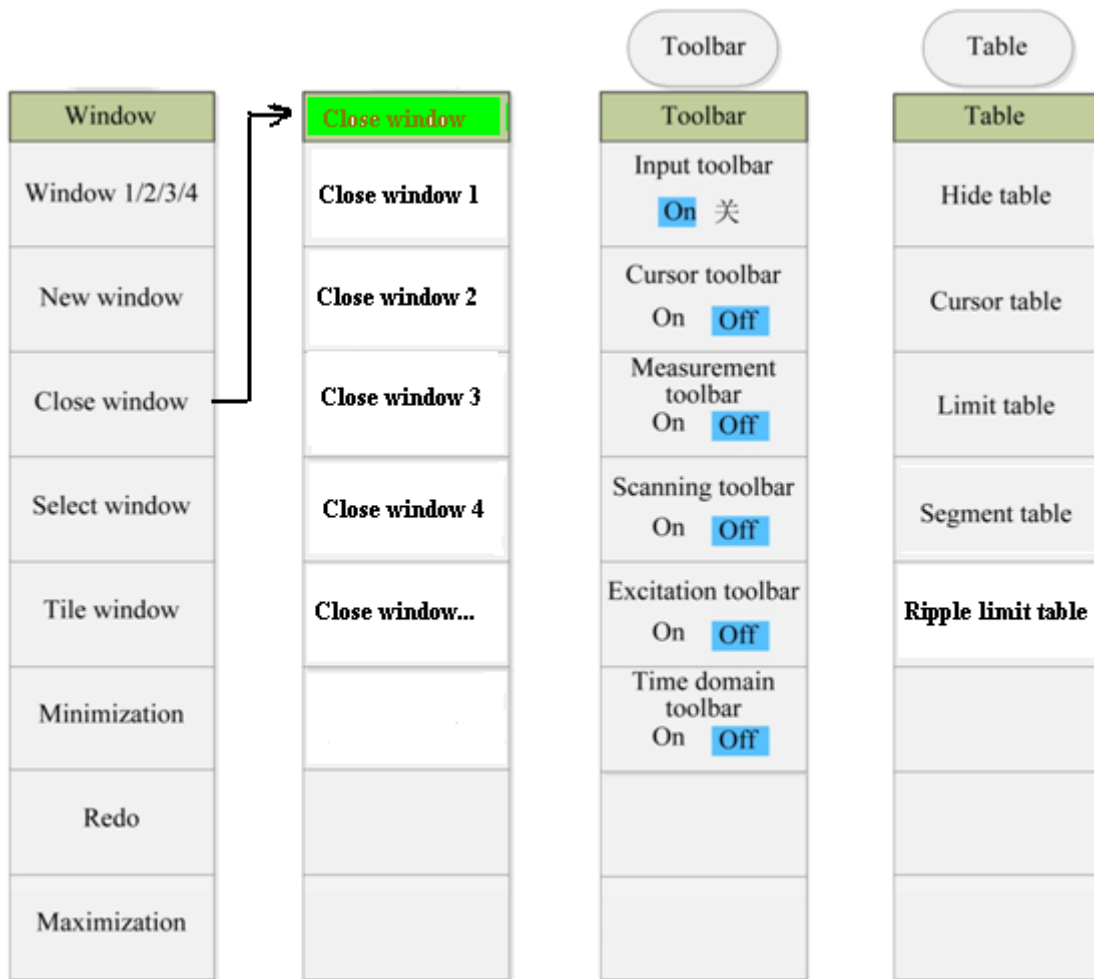 Window
Window 1/2/3/4
New window
Close window
Select window
Tile window
Minimization
Redo
Maximization
Close window
Close window 1
Close window 2
Close window 3
Close window 4
Close window...
Toolbar
Toolbar
Input toolbar
On 关
Cursor toolbar
On Off
Measurement
toolbar
On Off
Scanning toolbar
On Off
Excitation toolbar
On Off
Time domain
toolbar
On Off
Table
Table
Hide table
Cursor table
Limit table
Segment table
Ripple limit table